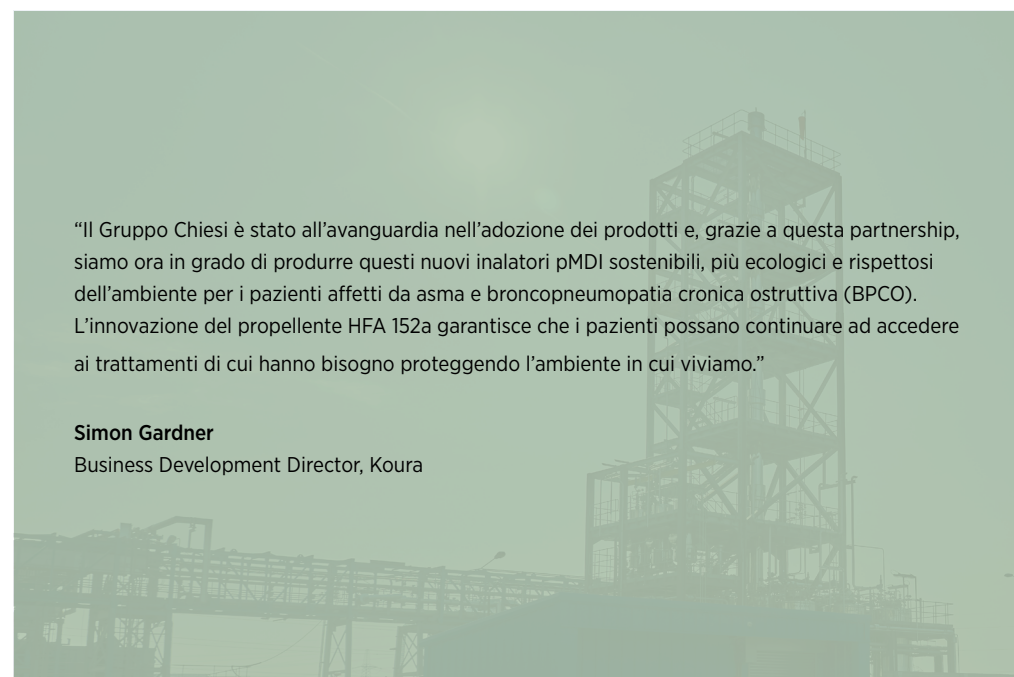 “Il Gruppo Chiesi è stato all’avanguardia nell’adozione dei prodotti e, grazie a questa partnership,
siamo ora in grado di produrre questi nuovi inalatori pMDI sostenibili, più ecologici e rispettosi
dell’ambiente per i pazienti affetti da asma e broncopneumopatia cronica ostruttiva (BPCO).
L’innovazione del propellente HFA 152a garantisce che i pazienti possano continuare ad accedere
ai trattamenti di cui hanno bisogno proteggendo l’ambiente in cui viviamo.”
Simon Gardner
Business Development Director, Koura